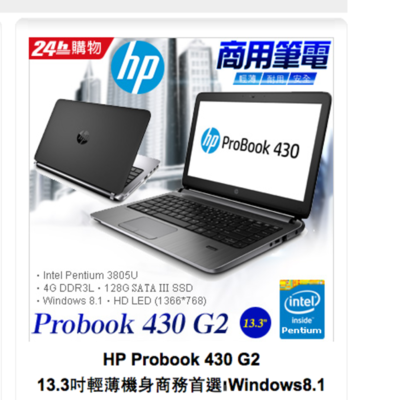 24h購物
商用筆電
輕薄 耐用 安全
hp
hp ProBook 430
・Intel Pentium 3805U
・4G DDR3L・128G SATA III SSD
・Windows 8.1・HD LED (1366*768)
Probook 430 G2
13.3"
intel
inside
Pentium
HP Probook 430 G2
13.3吋輕薄機身商務首選!Windows8.1